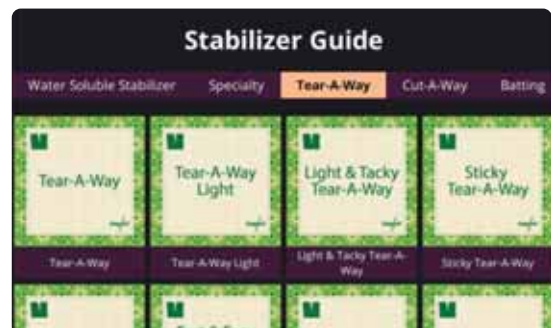 Stabilizer Guide
Water Soluble Stabilizer Specialty Tear-A-Way Cut-A-Way Batting
Tear-A-Way
Tear-A-Way
Light
Light & Tacky
Tear-A-Way
Sticky
Tear-A-Way
Tear-A-Way
Tear-A-Way Light
Light & Tacky Tear-A-
Way
Sticky Tear-A-Way